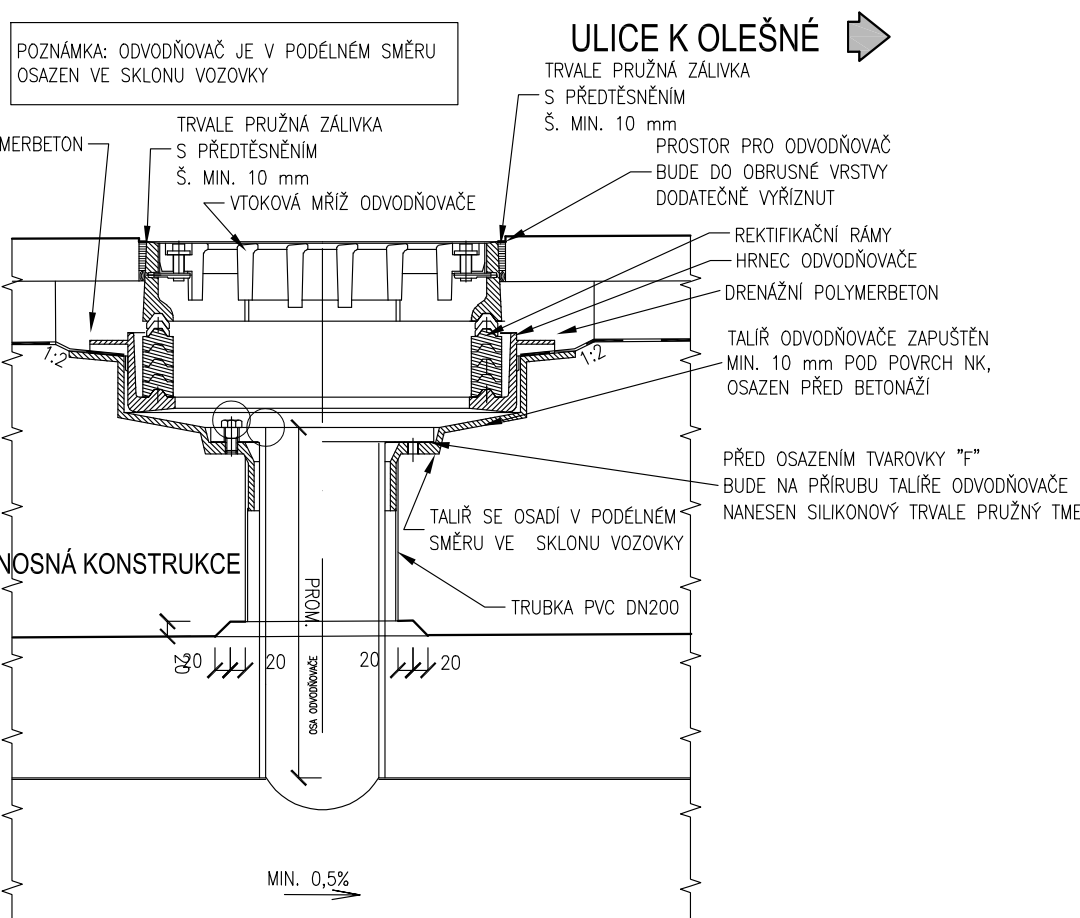 POZNÁMKA: ODVODŇOVAČ JE V PODÉLNÉM SMĚRU
OSAZEN VE SKLONU VOZOVKY
ULICE K OLEŠNÉ
TRVALE PRUŽNÁ ZÁLIVKA
S PŘEDTĚSNĚNÍM
Š. MIN. 10 mm
MERBETON
TRVALE PRUŽNÁ ZÁLIVKA
S PŘEDTĚSNĚNÍM
Š. MIN. 10 mm
VTOKOVÁ MŘÍŽ ODVODŇOVAČE
PROSTOR PRO ODVODŇOVAČ
BUDE DO OBRUSNÉ VRSTVY
DODATEČNĚ VYŘÍZNUT
REKTIFIKAČNÍ RÁMY
HRNEC ODVODŇOVAČE
DRENÁŽNÍ POLYMERBETON
1:2
1:2
TALÍŘ ODVODŇOVAČE ZAPUŠTĚN
MIN. 10 mm POD POVRCH NK,
OSAZEN PŘED BETONÁŽÍ
PŘED OSAZENÍM TVAROVKY "F"
BUDE NA PŘÍRUBU TALÍŘE ODVODŇOVAČE
NANESEN SILIKONOVÝ TRVALE PRUŽNÝ TME
TALIŘ SE OSADÍ V PODÉLNÉM
SMĚRU VE SKLONU VOZOVKY
NOSNÁ KONSTRUKCE
TRUBKA PVC DN200
PROM.
OSA ODVODŇOVAČE
20
20
20
20
20
MIN. 0,5%